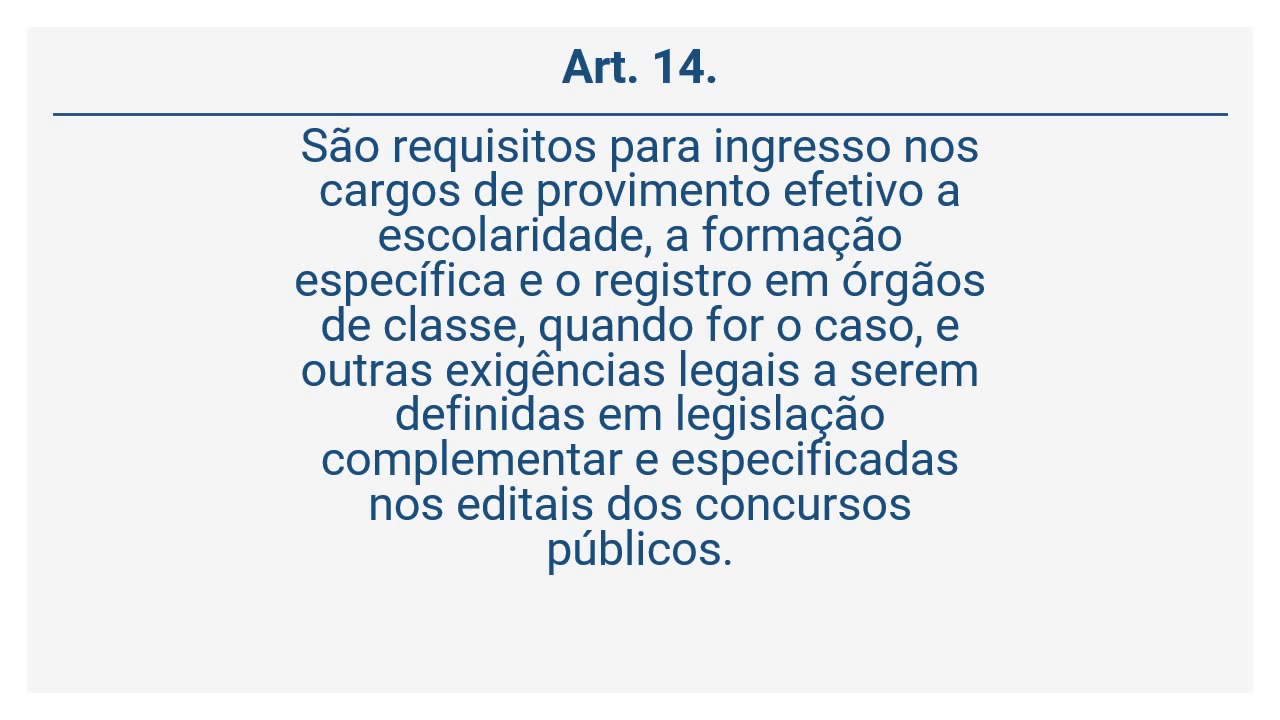 Art. 14.
São requisitos para ingresso nos
cargos de provimento efetivo a
escolaridade, a formação
específica e o registro em órgãos
de classe, quando for o caso, e
outras exigências legais a serem
definidas em legislação
complementar e especificadas
nos editais dos concursos
públicos.